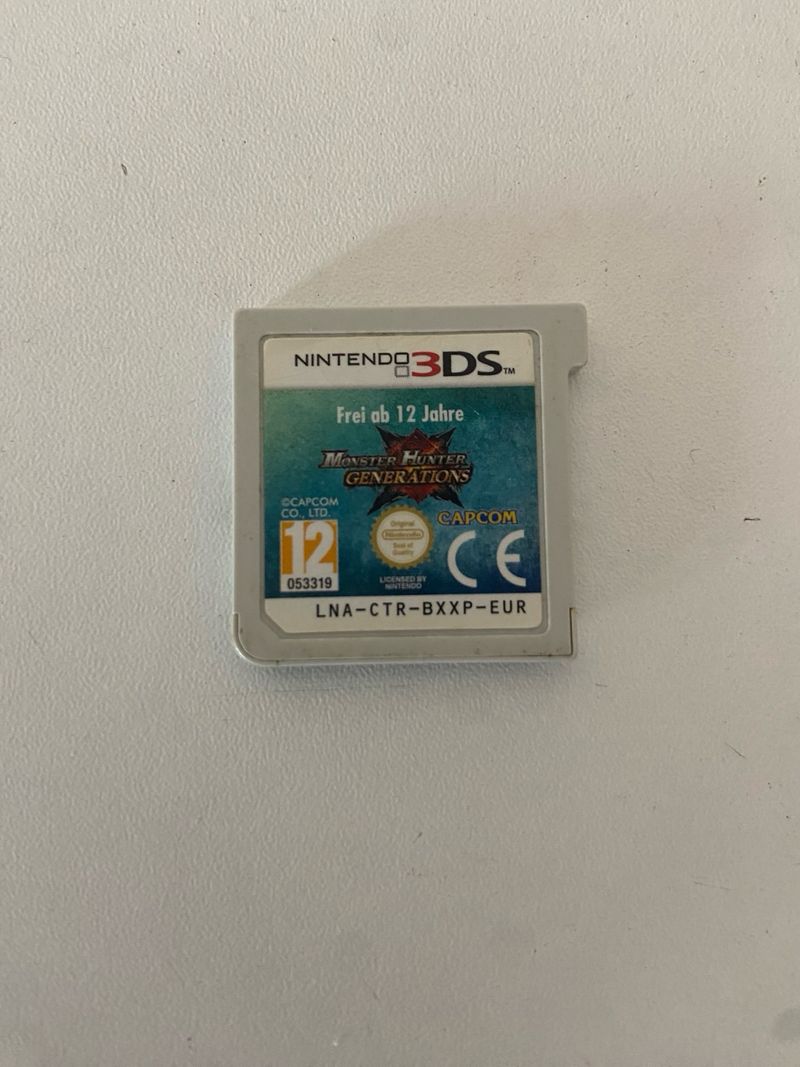 NINTENDO 3DS™
Frei ab 12 Jahre
MONSTER HUNTER
GENERATIONS
©CAPCOM
CO., LTD.
CAPCOM
12
053319
Original
Nintendo
Seal of
Quality
LICENSED BY
NINTENDO
CE
LNA-CTR-BXXP-EUR